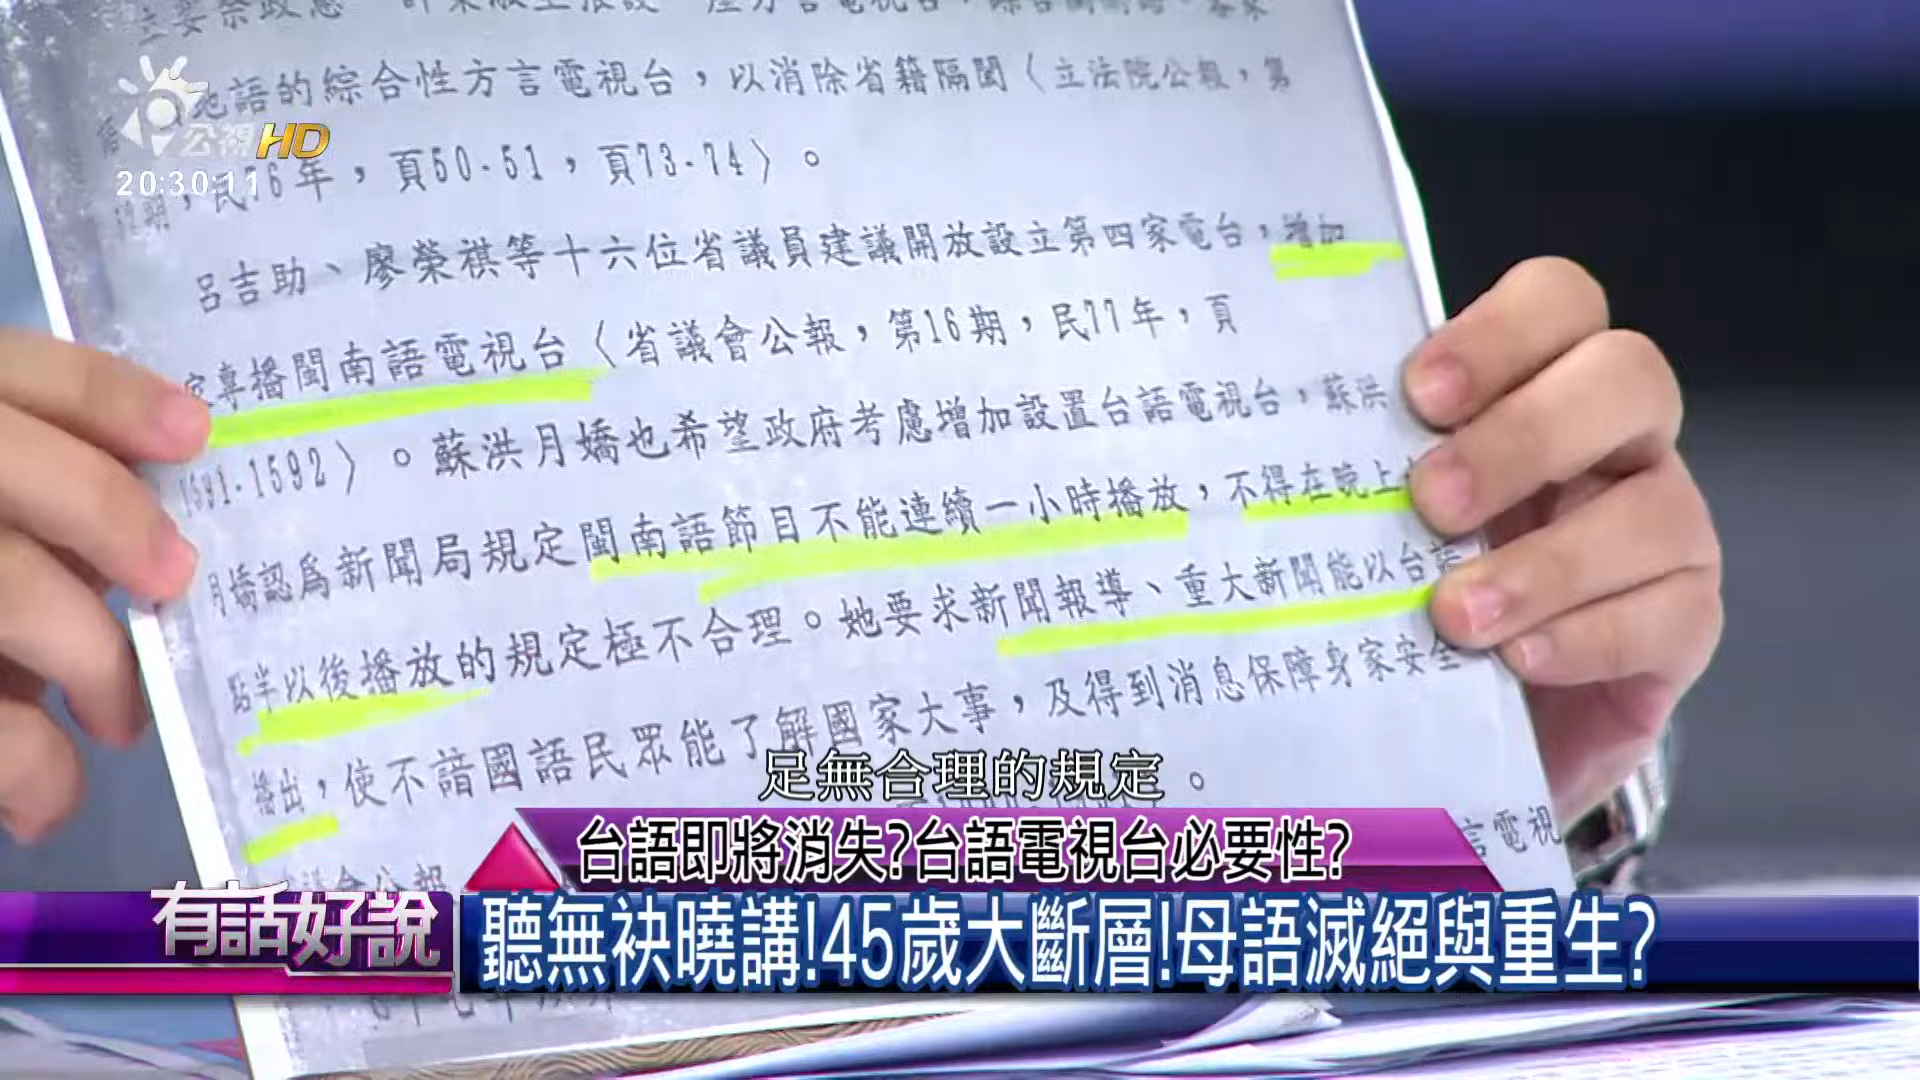 地語的綜合性方言電視台，以消除省籍隔閡〈立法院公報，第
公視HD
民76年，頁50-51，頁73-74〉。
20:30:11
呂吉助、廖榮祺等十六位省議員建議開放設立第四家電台，增加
家專播閩南語電視台〈省議會公報，第16期，民77年，頁
1591-1592〉。蘇洪月嬌也希望政府考慮增加設置台語電視台，蘇洪
月嬌認爲新聞局規定閩南語節目不能連續一小時播放，不得在晚上
點半以後播放的規定極不合理。她要求新聞報導、重大新聞能以台語
播出，使不諳國語民眾能了解國家大事，及得到消息保障身家安全
足無合理的規定
。
台語即將消失?台語電視台必要性?
言電視
會公報
有話好說
聽無袂曉講!45歲大斷層!母語滅絕與重生?